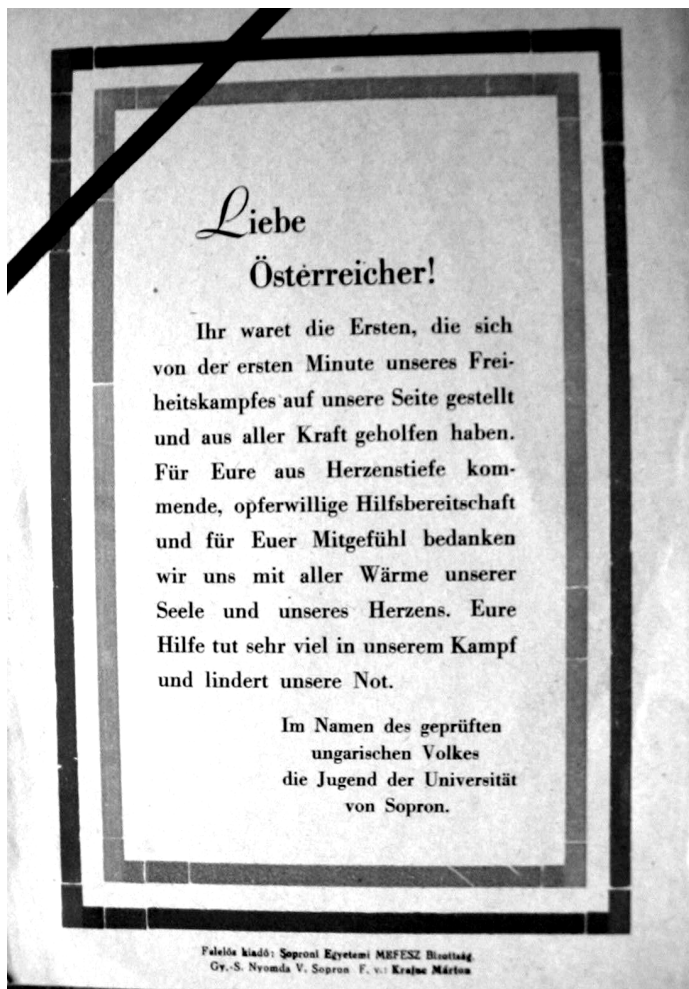 Liebe
Österreicher!
Ihr waret die Ersten, die sich
von der ersten Minute unseres Frei-
heitskampfes auf unsere Seite gestellt
und aus aller Kraft geholfen haben.
Für Eure aus Herzenstiefe kom-
mende, opferwillige Hilfsbereitschaft
und für Euer Mitgefühl bedanken
wir uns mit aller Wärme unserer
Seele und unseres Herzens. Eure
Hilfe tut sehr viel in unserem Kampf
und lindert unsere Not.
Im Namen des geprüften
ungarischen Volkes
die Jugend der Universität
von Sopron.
Felelős kiadó: Soproni Egyetemi MEFESZ Bizottság.
Gy.-S. Nyomda V. Sopron F. v.: Krajsc Márton